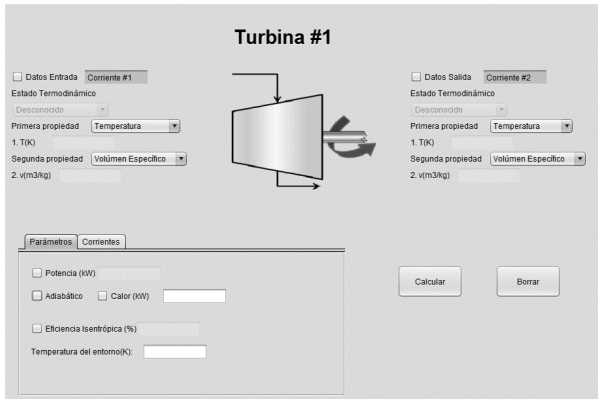 Turbina #1
Datos Entrada Corriente #1
Estado Termodinámico
Desconocido
Primera propiedad Temperatura
1. T(K)
Segunda propiedad Volúmen Específico
2. v(m3/kg)
Datos Salida Corriente #2
Estado Termodinámico
Desconocido
Primera propiedad Temperatura
1. T(K)
Segunda propiedad Volúmen Específico
2. v(m3/kg)
Parámetros Corrientes
Potencia (kW)
Adiabático Calor (kW)
Eficiencia Isentrópica (%)
Temperatura del entorno(K):
Calcular Borrar